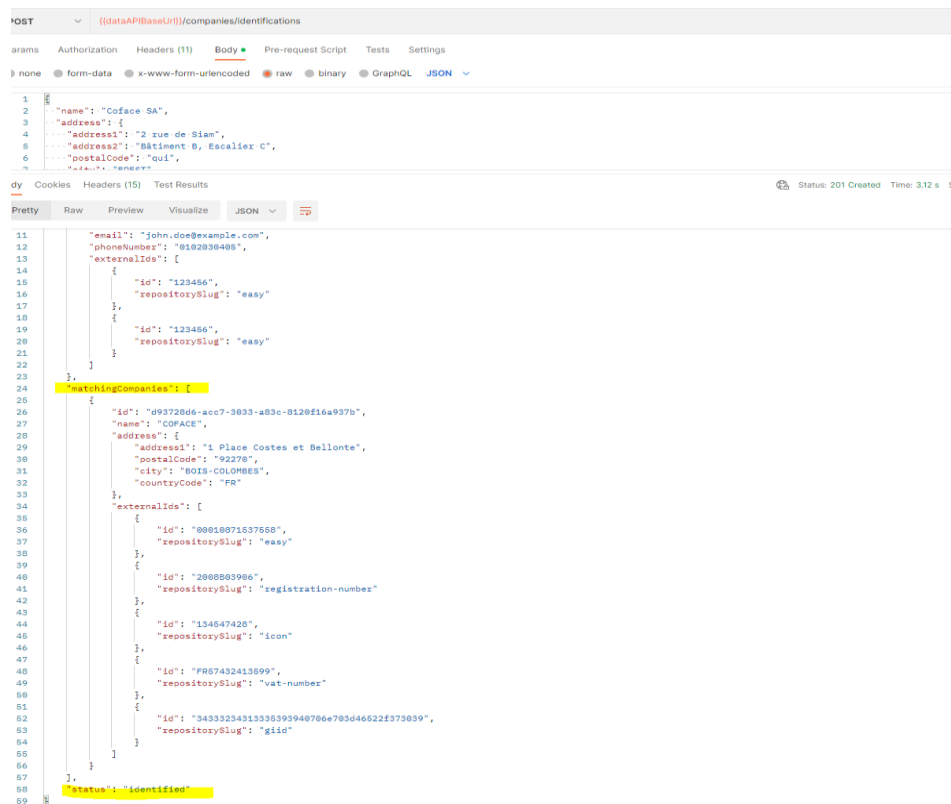 POST {{dataAPIBaseUrl}}/companies/identifications
arams Authorization Headers (11) Body Pre-request Script Tests Settings
none form-data x-www-form-urlencoded raw binary GraphQL JSON
1 {
2 "name": "Coface SA",
3 "address": {
4 "address1": "2 rue de Siam",
5 "address2": "Bâtiment B, Escalier C",
6 "postalCode": "qui",
7 "city": "BREST"
dy Cookies Headers (15) Test Results Status: 201 Created Time: 3.12 s S
Pretty Raw Preview Visualize JSON
11 "email": "john.doe@example.com",
12 "phoneNumber": "0102030405",
13 "externalIds": [
14 {
15 "id": "123456",
16 "repositorySlug": "easy"
17 },
18 {
19 "id": "123456",
20 "repositorySlug": "easy"
21 }
22 ]
23 },
24 "matchingCompanies": [
25 {
26 "id": "d93728d6-acc7-3033-a83c-8120f16a937b",
27 "name": "COFACE",
28 "address": {
29 "address1": "1 Place Costes et Bellonte",
30 "postalCode": "92270",
31 "city": "BOIS-COLOMBES",
32 "countryCode": "FR"
33 },
34 "externalIds": [
35 {
36 "id": "00010871537558",
37 "repositorySlug": "easy"
38 },
39 {
40 "id": "2008803906",
41 "repositorySlug": "registration-number"
42 },
43 {
44 "id": "134547428",
45 "repositorySlug": "icon"
46 },
47 {
48 "id": "FR57432413599",
49 "repositorySlug": "vat-number"
50 },
51 {
52 "id": "34333234313335393940706e703d46522f373039",
53 "repositorySlug": "giid"
54 }
55 ]
56 }
57 ],
58 "status": "identified"
59 }